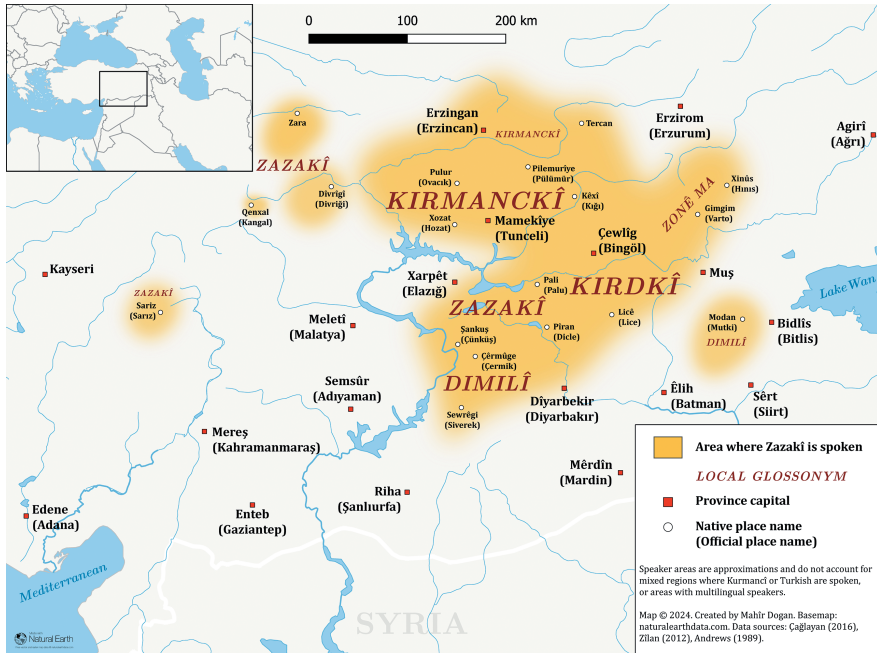 0 100 200 km
Erzingan
(Erzincan)
KIRMANCKÎ
Tercan
Erzirom
(Erzurum)
Agirî
(Ağrı)
Zara
ZAZAKÎ
Pulur
(Ovacık)
Pilemurîye
(Pülümür)
Dîvrîgî
(Divriği)
Xinûs
(Hınıs)
KIRMANCKÎ
Kêxî
(Kığı)
ZONÊ MA
Qenxal
(Kangal)
Xozat
(Hozat)
Mamekîye
(Tunceli)
Gimgim
(Varto)
Çewlîg
(Bingöl)
Kayseri
Xarpêt
(Elazığ)
Pali
(Palu)
KIRDKÎ
Muş
Lake Wan
ZAZAKÎ
Sariz
(Sarız)
ZAZAKÎ
Meletî
(Malatya)
Şankuş
(Çünküş)
Pîran
(Dicle)
Licê
(Lice)
Modan
(Mutki)
DIMILÎ
Bidlîs
(Bitlis)
Çêrmûge
(Çermik)
DIMILÎ
Semsûr
(Adıyaman)
Dîyarbekir
(Diyarbakır)
Êlih
(Batman)
Sêrt
(Siirt)
Sewrêgi
(Siverek)
Mereş
(Kahramanmaraş)
Mêrdîn
(Mardin)
Riha
(Şanlıurfa)
Edene
(Adana)
Enteb
(Gaziantep)
Mediterranean
SYRIA
Natural Earth
Area where Zazakî is spoken
LOCAL GLOSSONYM
Province capital
Native place name
(Official place name)
Speaker areas are approximations and do not account for
mixed regions where Kurmancî or Turkish are spoken,
or areas with multilingual speakers.
Map © 2024. Created by Mahîr Dogan. Basemap:
naturalearthdata.com. Data sources: Çağlayan (2016),
Zîlan (2012), Andrews (1989).